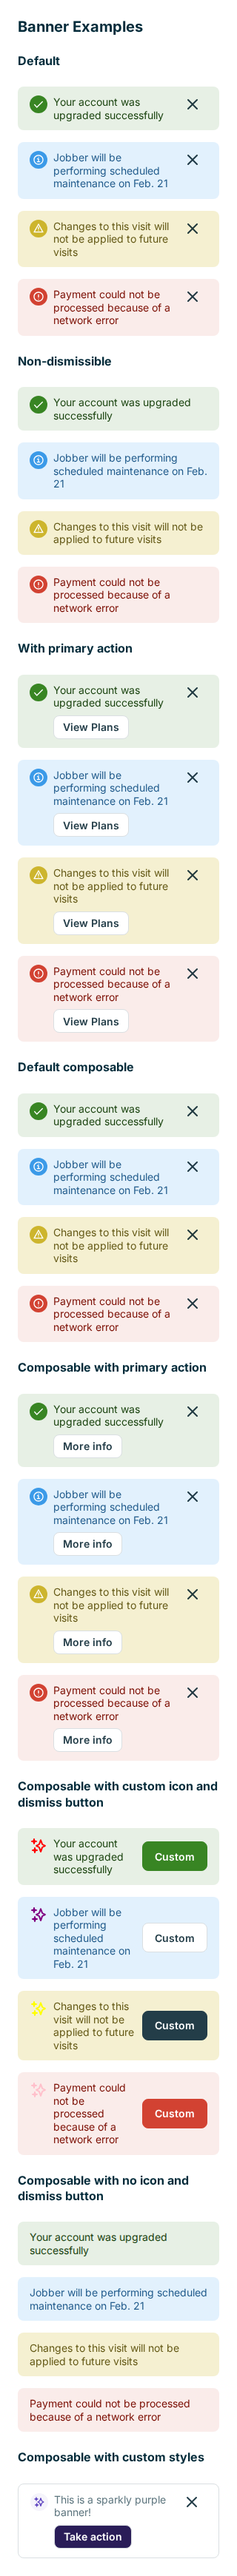 Banner Examples
Default
Your account was
upgraded successfully
Jobber will be
performing scheduled
maintenance on Feb. 21
Changes to this visit will
not be applied to future
visits
Payment could not be
processed because of a
network error
Non-dismissible
Your account was upgraded
successfully
Jobber will be performing
scheduled maintenance on Feb.
21
Changes to this visit will not be
applied to future visits
Payment could not be
processed because of a
network error
With primary action
Your account was
upgraded successfully
View Plans
Jobber will be
performing scheduled
maintenance on Feb. 21
View Plans
Changes to this visit will
not be applied to future
visits
View Plans
Payment could not be
processed because of a
network error
View Plans
Default composable
Your account was
upgraded successfully
Jobber will be
performing scheduled
maintenance on Feb. 21
Changes to this visit will
not be applied to future
visits
Payment could not be
processed because of a
network error
Composable with primary action
Your account was
upgraded successfully
More info
Jobber will be
performing scheduled
maintenance on Feb. 21
More info
Changes to this visit will
not be applied to future
visits
More info
Payment could not be
processed because of a
network error
More info
Composable with custom icon and
dismiss button
Your account
was upgraded
successfully
Custom
Jobber will be
performing
scheduled
maintenance on
Feb. 21
Custom
Changes to this
visit will not be
applied to future
visits
Custom
Payment could
not be
processed
because of a
network error
Custom
Composable with no icon and
dismiss button
Your account was upgraded
successfully
Jobber will be performing scheduled
maintenance on Feb. 21
Changes to this visit will not be
applied to future visits
Payment could not be processed
because of a network error
Composable with custom styles
This is a sparkly purple
banner!
Take action